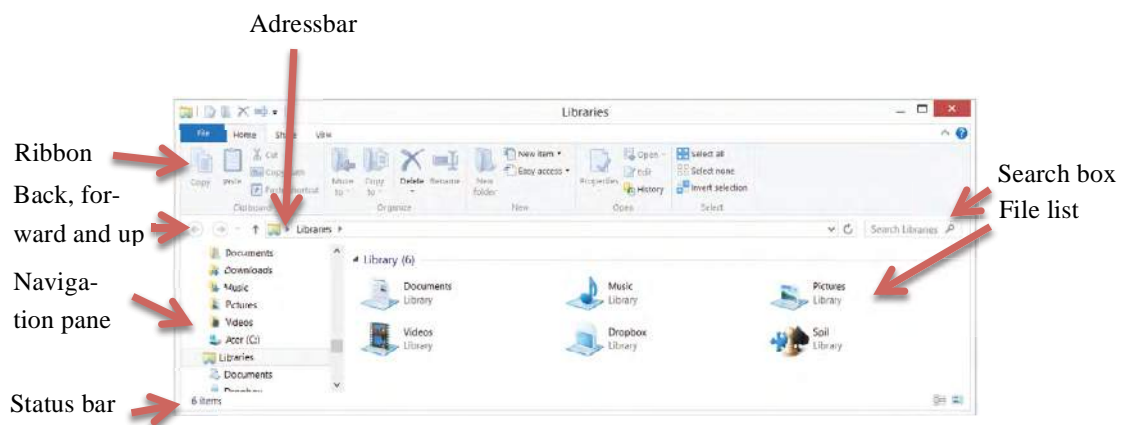 Adressbar
Libraries
File Home Share View
Ribbon
Cut
Copy path
Paste shortcut
Copy Paste
Move to
Copy to
Delete Rename
New folder
New item
Easy access
Properties
Open
Edit
History
Select all
Select none
Invert selection
Clipboard Organize New Open Select
Back, for-
ward and up
Search box
File list
Libraries
Search Libraries
Naviga-
tion pane
Documents
Downloads
Music
Pictures
Videos
Acer (C:)
Libraries
Documents
Dropbox
Library (6)
Documents
Library
Music
Library
Pictures
Library
Videos
Library
Dropbox
Library
Spil
Library
Status bar
6 items